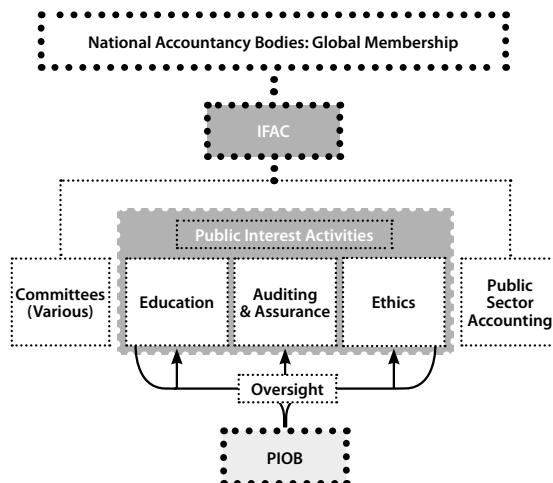 National Accountancy Bodies: Global Membership
IFAC
Public Interest Activities
Committees
(Various)
Education
Auditing
& Assurance
Ethics
Public
Sector
Accounting
Oversight
PIOB